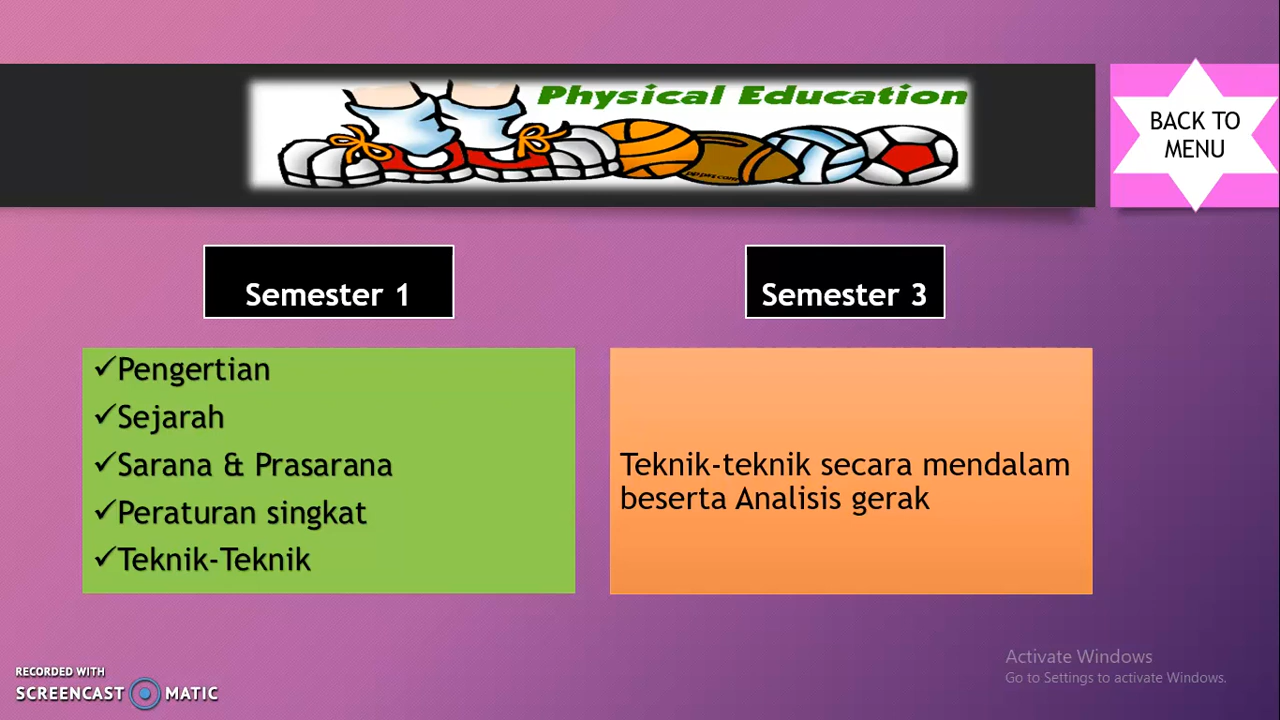 Physical Education
BACK TO
MENU
Semester 1
Semester 3
✓Pengertian
✓Sejarah
✓Sarana & Prasarana
✓Peraturan singkat
✓Teknik-Teknik
Teknik-teknik secara mendalam
beserta Analisis gerak
RECORDED WITH
SCREENCAST MATIC
Activate Windows
Go to Settings to activate Windows.